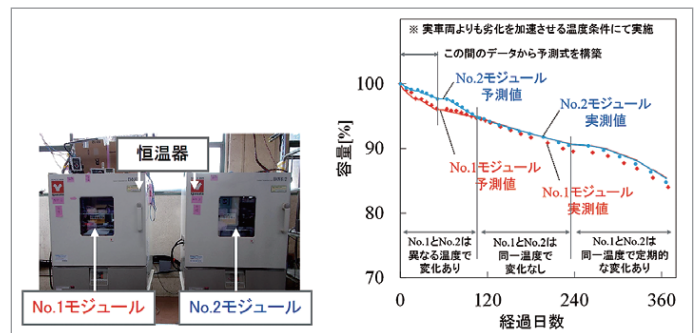 恒温器
No.1モジュール
No.2モジュール
※ 実車両よりも劣化を加速させる温度条件にて実施
この間のデータから予測式を構築
No.2モジュール
予測値
No.2モジュール
実測値
No.1モジュール
予測値
No.1モジュール
実測値
容量[%]
100
90
80
70
No.1とNo.2は
異なる温度で
変化あり
No.1とNo.2は
同一温度で
変化なし
No.1とNo.2は
同一温度で定期的
な変化あり
0
120
240
360
経過日数